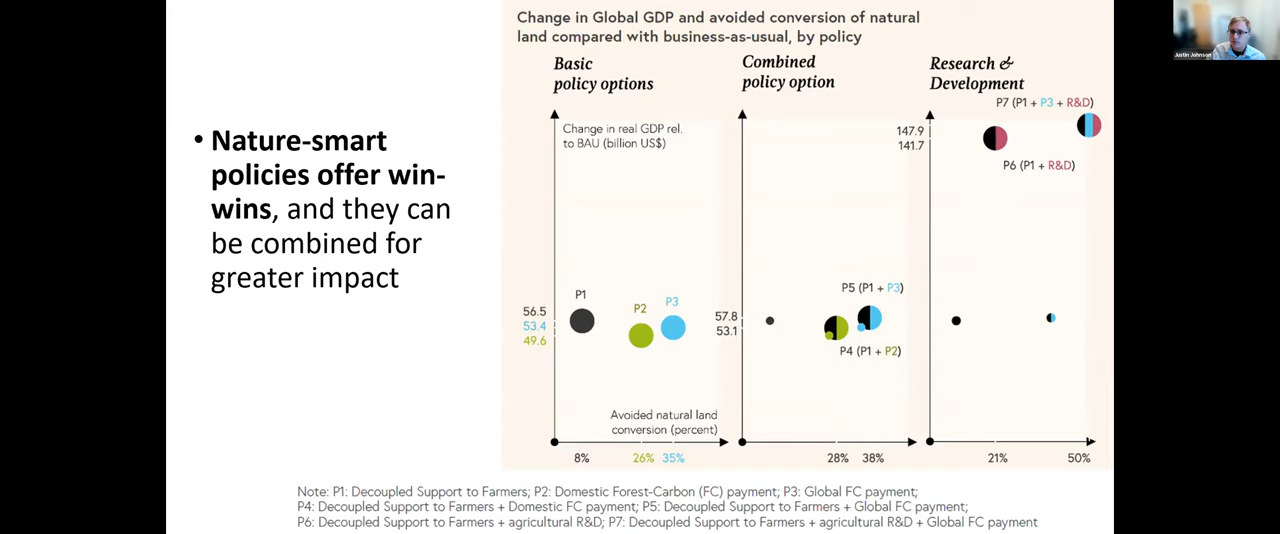 Change in Global GDP and avoided conversion of natural
land compared with business-as-usual, by policy
Justin Johnson
• Nature-smart
policies offer win-
wins, and they can
be combined for
greater impact
Basic
policy options
Change in real GDP rel.
to BAU (billion US$)
P1
P2
P3
56.5
53.4
49.6
Avoided natural land
conversion (percent)
8%
26%
35%
Combined
policy option
P5 (P1 + P3)
57.8
53.1
P4 (P1 + P2)
28%
38%
Research &
Development
P7 (P1 + P3 + R&D)
147.9
141.7
P6 (P1 + R&D)
21%
50%
Note: P1: Decoupled Support to Farmers; P2: Domestic Forest-Carbon (FC) payment; P3: Global FC payment;
P4: Decoupled Support to Farmers + Domestic FC payment; P5: Decoupled Support to Farmers + Global FC payment;
P6: Decoupled Support to Farmers + agricultural R&D; P7: Decoupled Support to Farmers + agricultural R&D + Global FC payment